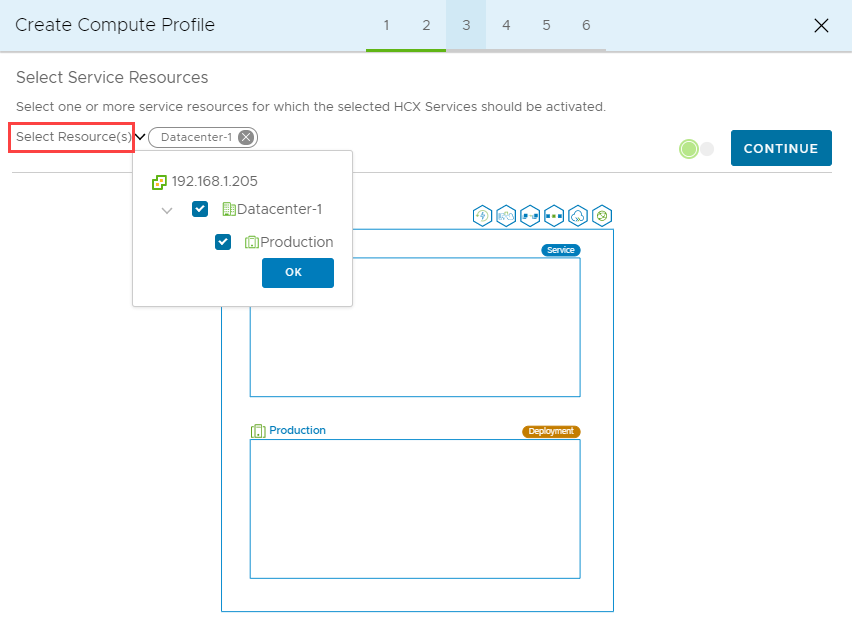 Create Compute Profile
1 2 3 4 5 6
Select Service Resources
Select one or more service resources for which the selected HCX Services should be activated.
Select Resource(s) Datacenter-1
CONTINUE
192.168.1.205
Datacenter-1
Production
OK
Service
Production
Deployment